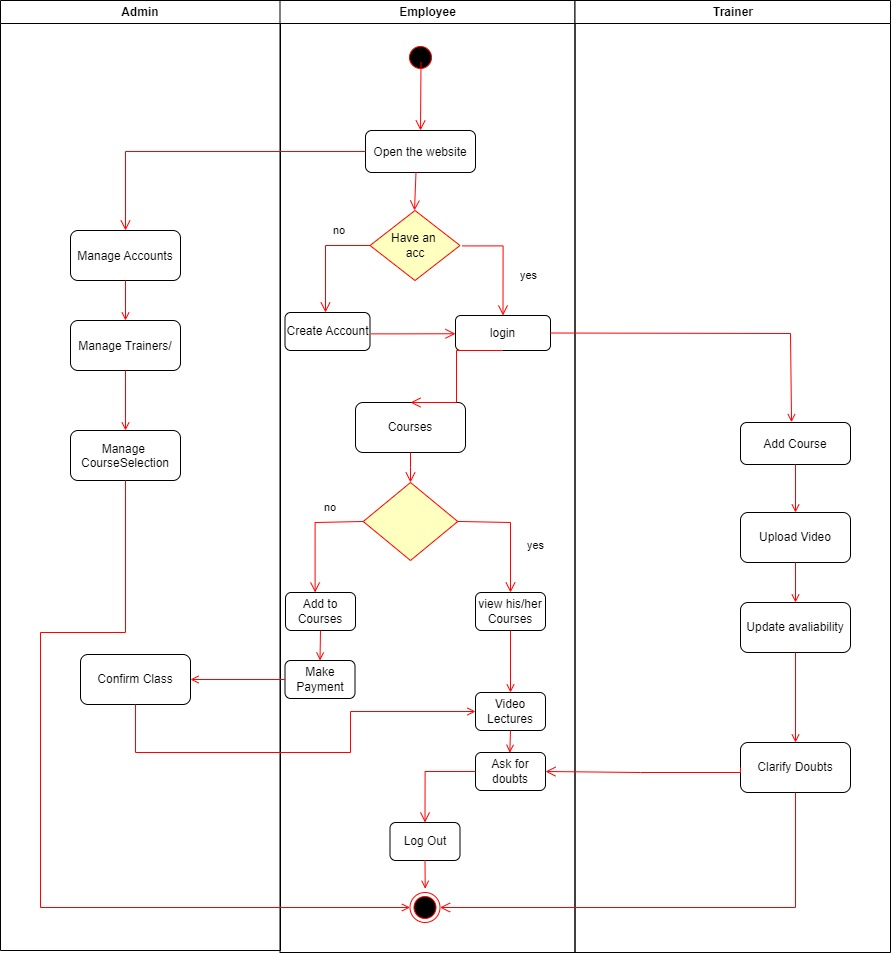 Admin
Employee
Trainer
Open the website
no
Have an
acc
yes
Manage Accounts
Create Account
login
Manage Trainers/
Courses
Manage
CourseSelection
Add Course
no
yes
Upload Video
Add to
Courses
view his/her
Courses
Update avaliability
Confirm Class
Make
Payment
Video
Lectures
Ask for
doubts
Clarify Doubts
Log Out